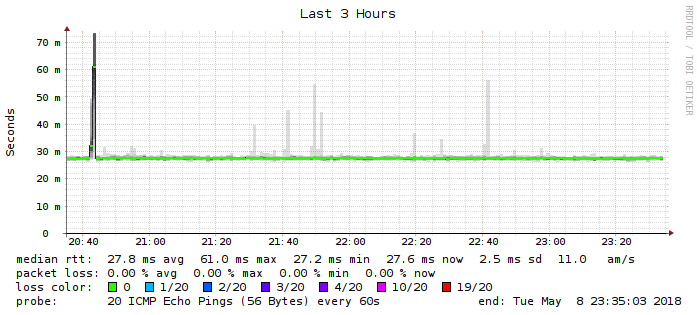 Last 3 Hours
RRDTOOL / TOBI OETIKER
Seconds
70 m
60 m
50 m
40 m
30 m
20 m
10 m
0
20:40 21:00 21:20 21:40 22:00 22:20 22:40 23:00 23:20
median rtt: 27.8 ms avg 61.0 ms max 27.2 ms min 27.6 ms now 2.5 ms sd 11.0 am/s
packet loss: 0.00 % avg 0.00 % max 0.00 % min 0.00 % now
loss color: 0 1/20 2/20 3/20 4/20 10/20 19/20
probe: 20 ICMP Echo Pings (56 Bytes) every 60s end: Tue May 8 23:35:03 2018